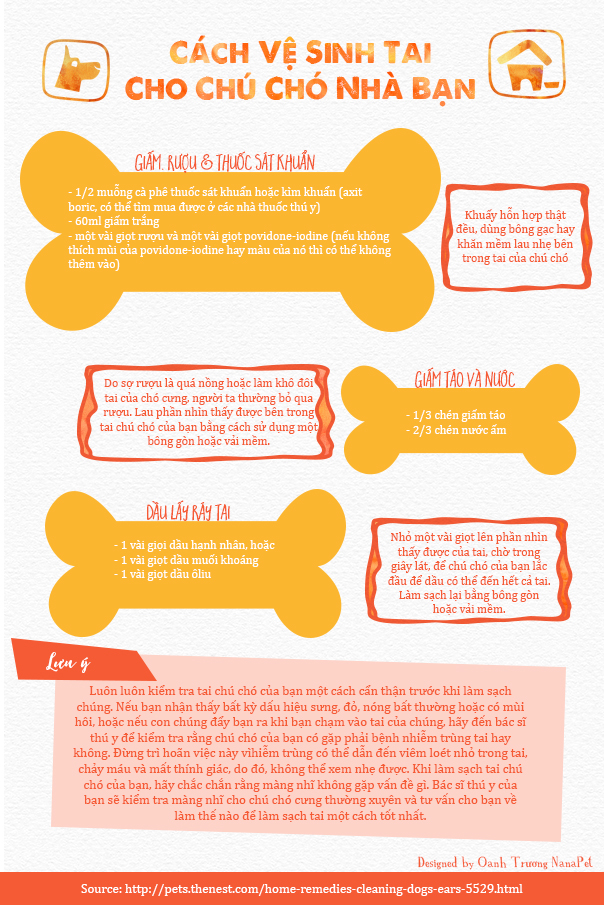 CÁCH VỆ SINH TAI
CHO CHÚ CHÓ NHÀ BẠN
GIẤM, RƯỢU & THUỐC SÁT KHUẨN
- 1/2 muỗng cà phê thuốc sát khuẩn hoặc kìm khuẩn (axit
boric, có thể tìm mua được ở các nhà thuốc thú y)
- 60ml giấm trắng
- một vài giọt rượu và một vài giọt povidone-iodine (nếu không
thích mùi của povidone-iodine hay màu của nó thì có thể không
thêm vào)
Khuấy hỗn hợp thật
đều, dùng bông gạc hay
khăn mềm lau nhẹ bên
trong tai của chú chó
Do sợ rượu là quá nồng hoặc làm khô đôi
tai của chó cưng, người ta thường bỏ qua
rượu. Lau phần nhìn thấy được bên trong
tai chú chó của bạn bằng cách sử dụng một
bông gòn hoặc vải mềm.
GIẤM TÁO VÀ NƯỚC
- 1/3 chén giấm táo
- 2/3 chén nước ấm
DẦU LẤY RÁY TAI
- 1 vài giọi dầu hạnh nhân, hoặc
- 1 vài giọt dầu muối khoáng
- 1 vài giọt dầu ôliu
Nhỏ một vài giọt lên phần nhìn
thấy được của tai, chờ trong
giây lát, để chú chó của bạn lắc
đầu để dầu có thể đến hết cả tai.
Làm sạch lại bằng bông gòn
hoặc vải mềm.
Lưu ý
Luôn luôn kiểm tra tai chú chó của bạn một cách cẩn thận trước khi làm sạch
chúng. Nếu bạn nhận thấy bất kỳ dấu hiệu sưng, đỏ, nóng bất thường hoặc có mùi
hôi, hoặc nếu con chúng đẩy bạn ra khi bạn chạm vào tai của chúng, hãy đến bác sĩ
thú y để kiểm tra rằng chú chó của bạn có gặp phải bệnh nhiễm trùng tai hay
không. Đừng trì hoãn việc này vìhiễm trùng có thể dẫn đến viêm loét nhỏ trong tai,
chảy máu và mất thính giác, do đó, không thể xem nhẹ được. Khi làm sạch tai chú
chó của bạn, hãy chắc chắn rằng màng nhĩ không gặp vấn đề gì. Bác sĩ thú y của
bạn sẽ kiểm tra màng nhĩ cho chú chó cưng thường xuyên và tư vấn cho bạn về
làm thế nào để làm sạch tai một cách tốt nhất.
Designed by Oanh Trương NanaPet
Source: http://pets.thenest.com/home-remedies-cleaning-dogs-ears-5529.html